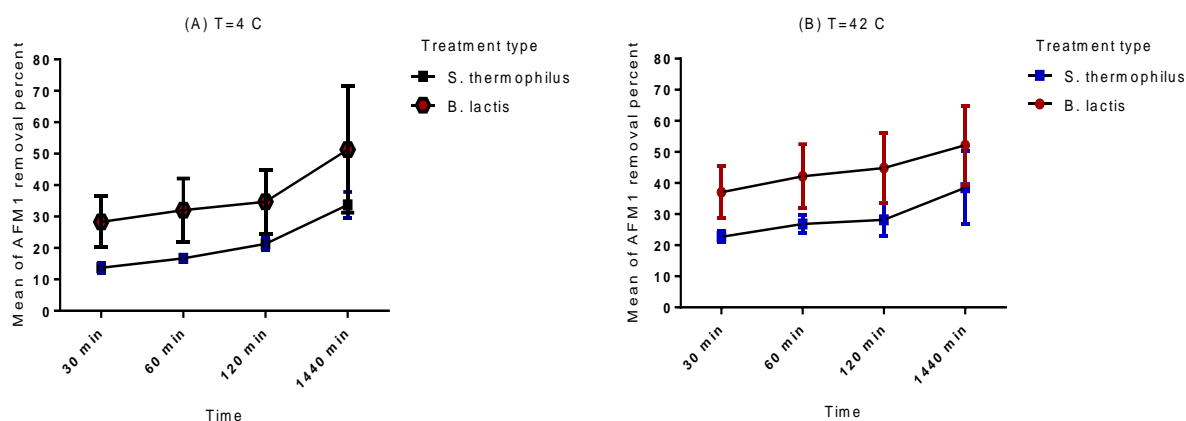 (A) T=4 C
Mean of AFM1 removal percent
80
70
60
50
40
30
20
10
0
30 min
60 min
120 min
1440 min
Time
Treatment type
S. thermophilus
B. lactis
(B) T=42 C
Mean of AFM1 removal percent
80
70
60
50
40
30
20
10
0
30 min
60 min
120 min
1440 min
Time
Treatment type
S. thermophilus
B. lactis